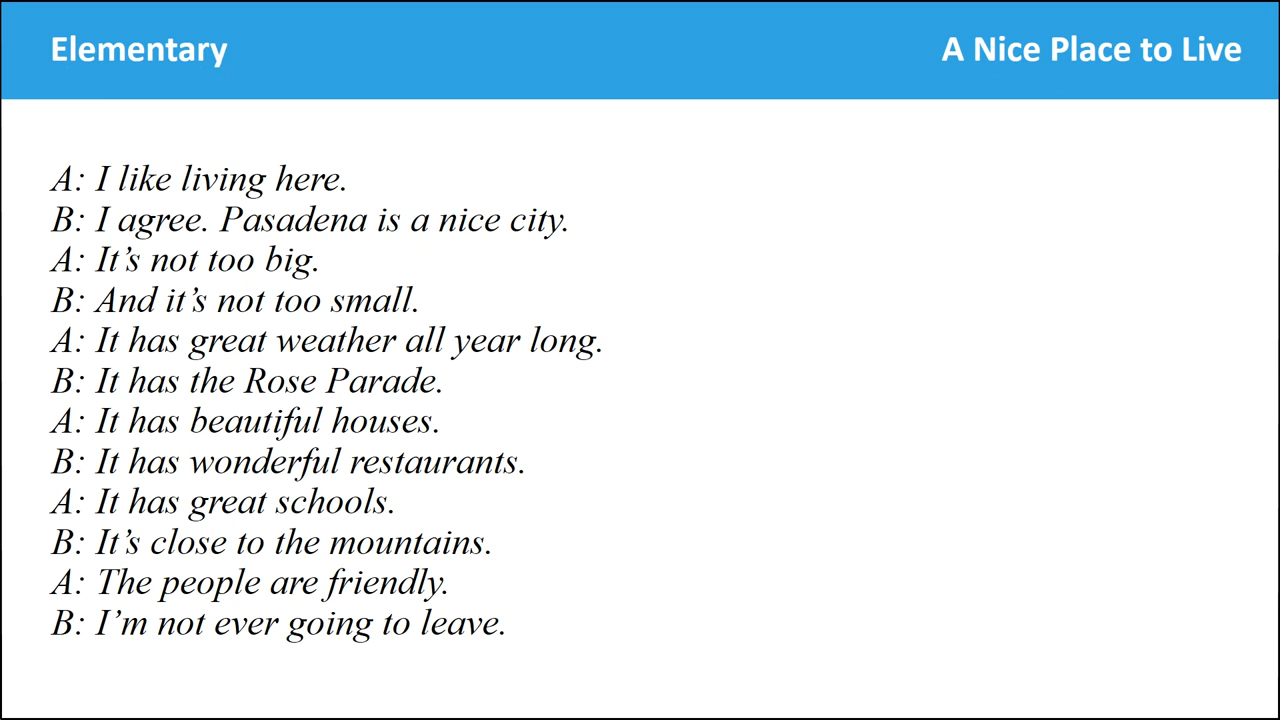 Elementary
A Nice Place to Live
A: I like living here.
B: I agree. Pasadena is a nice city.
A: It’s not too big.
B: And it’s not too small.
A: It has great weather all year long.
B: It has the Rose Parade.
A: It has beautiful houses.
B: It has wonderful restaurants.
A: It has great schools.
B: It’s close to the mountains.
A: The people are friendly.
B: I’m not ever going to leave.